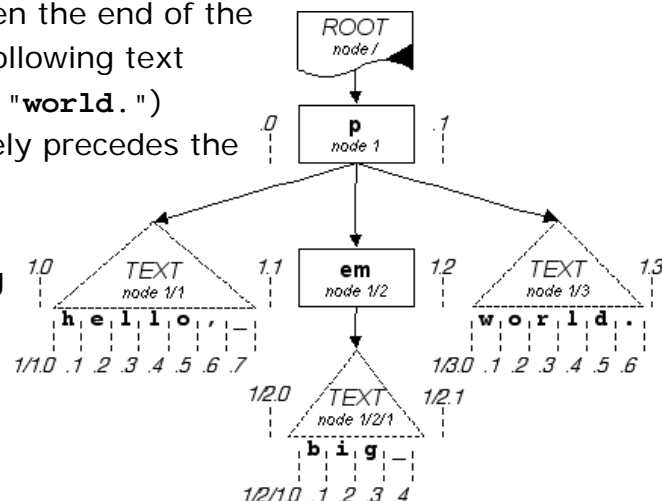 en the end of the
ollowing text
"world.")
ely precedes the
g
ROOT
node /
.0 p .1
node 1
1.0 TEXT 1.1 em 1.2 TEXT 1.3
node 1/1 node 1/2 node 1/3
h e l l o , _ w o r l d .
1/1.0 .1 .2 .3 .4 .5 .6 .7 1/3.0 .1 .2 .3 .4 .5 .6
1/2.0 TEXT 1/2.1
node 1/2/1
b i g _
1/2/1.0 .1 .2 .3 .4